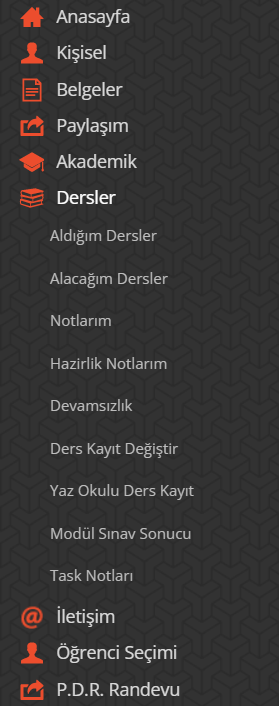 Anasayfa
Kişisel
Belgeler
Paylaşım
Akademik
Dersler
Aldığım Dersler
Alacağım Dersler
Notlarım
Hazirlik Notlarım
Devamsızlık
Ders Kayıt Değiştir
Yaz Okulu Ders Kayıt
Modül Sınav Sonucu
Task Notları
İletişim
Öğrenci Seçimi
P.D.R. Randevu